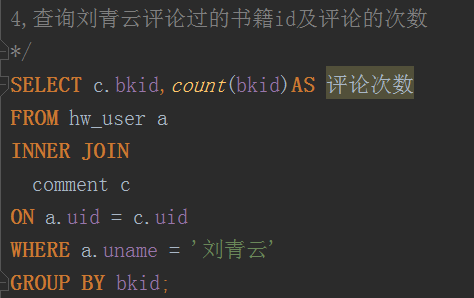 4,查询刘青云评论过的书籍id及评论的次数
*/
SELECT c.bkid,count(bkid)AS 评论次数
FROM hw_user a
INNER JOIN
  comment c
ON a.uid = c.uid
WHERE a.uname = '刘青云'
GROUP BY bkid;